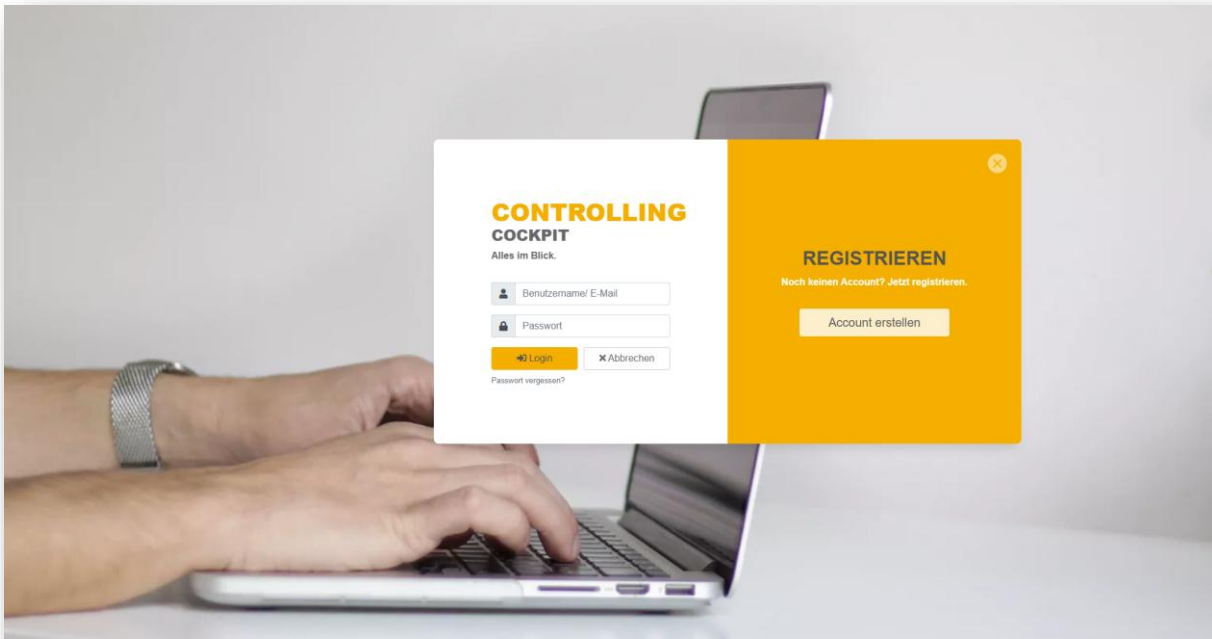 CONTROLLING
COCKPIT
Alles im Blick.
Benutzername/ E-Mail
Passwort
Login
Abbrechen
Passwort vergessen?
REGISTRIEREN
Noch keinen Account? Jetzt registrieren.
Account erstellen